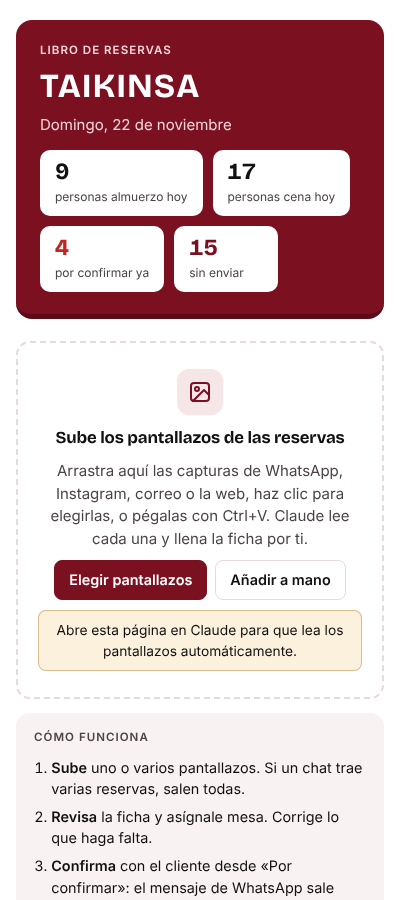 LIBRO DE RESERVAS
TAIKINSA
Domingo, 22 de noviembre
9
personas almuerzo hoy
17
personas cena hoy
4
por confirmar ya
15
sin enviar
Sube los pantallazos de las reservas
Arrastra aquí las capturas de WhatsApp,
Instagram, correo o la web, haz clic para
elegirlas, o pégalas con Ctrl+V. Claude lee
cada una y llena la ficha por ti.
Elegir pantallazos
Añadir a mano
Abre esta página en Claude para que lea los
pantallazos automáticamente.
CÓMO FUNCIONA
1. Sube uno o varios pantallazos. Si un chat trae
varias reservas, salen todas.
2. Revisa la ficha y asígnale mesa. Corrige lo
que haga falta.
3. Confirma con el cliente desde «Por
confirmar»: el mensaje de WhatsApp sale